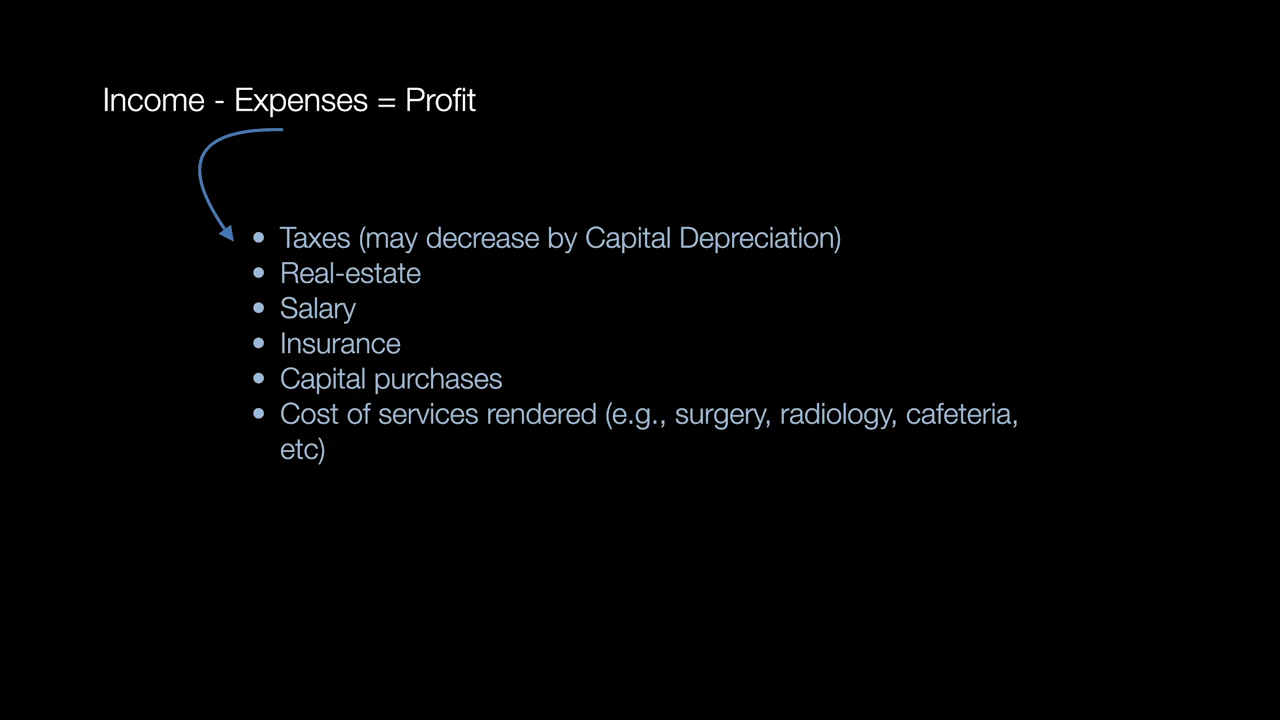 Income - Expenses = Profit
• Taxes (may decrease by Capital Depreciation)
• Real-estate
• Salary
• Insurance
• Capital purchases
• Cost of services rendered (e.g., surgery, radiology, cafeteria,
etc)